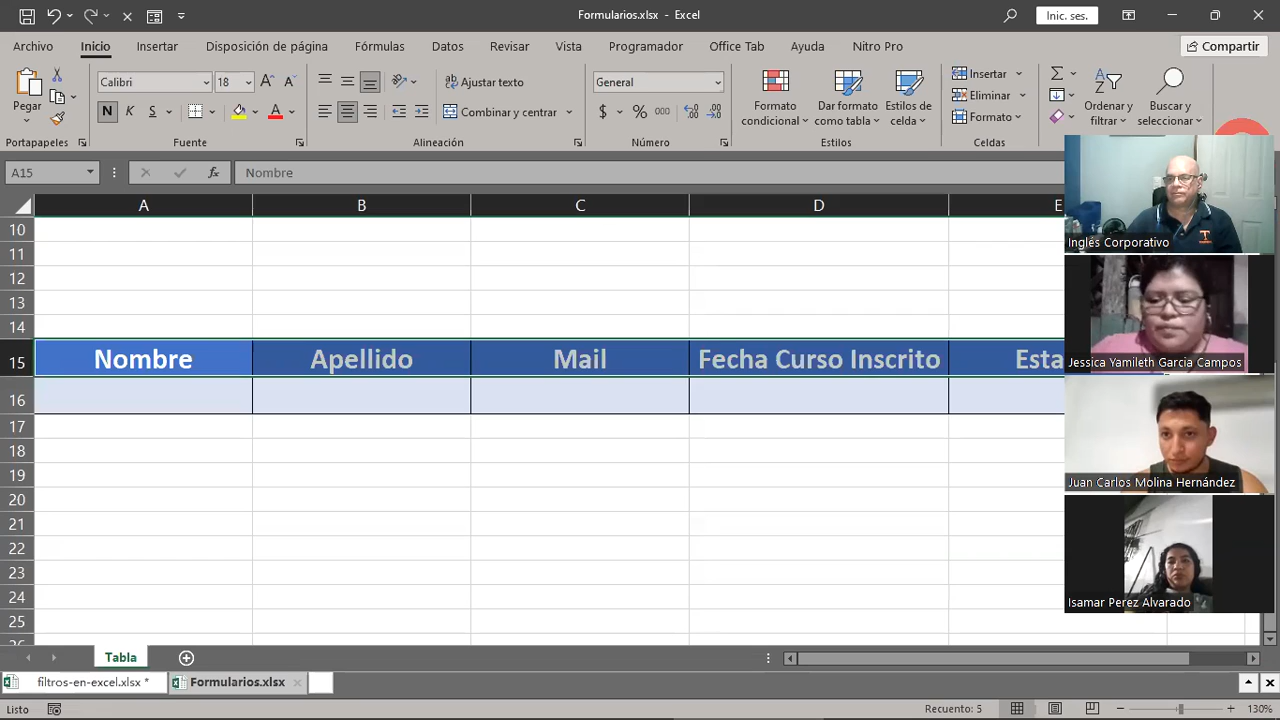 Formularios.xlsx - Excel
Inic. ses.
Archivo Inicio Insertar Disposición de página Fórmulas Datos Revisar Vista Programador Office Tab Ayuda Nitro Pro
Compartir
Pegar
Portapapeles
Calibri 18
N K S
Fuente
Ajustar texto
Combinar y centrar
Alineación
General
$ % 000
Número
Formato condicional
Dar formato como tabla
Estilos de celda
Estilos
Insertar
Eliminar
Formato
Celdas
Ordenar y filtrar
Buscar y seleccionar
A15
fx
Nombre
A B C D E
10
11
12
13
14
15 Nombre Apellido Mail Fecha Curso Inscrito Esta
16
17
18
19
20
21
22
23
24
25
26
Inglés Corporativo
Jessica Yamileth Garcia Campos
Juan Carlos Molina Hernández
Isamar Perez Alvarado
Tabla
filtros-en-excel.xlsx *
Formularios.xlsx
Listo
Recuento: 5
130%